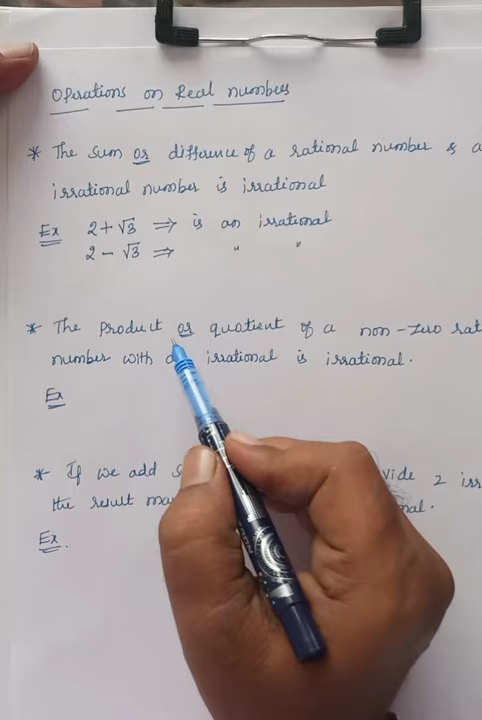 Operations on Real numbers
* The sum or difference of a rational number & a
irrational number is irrational
Ex 2+√3 ⇒ is an irrational
2-√3 ⇒ " "
* The product or quotient of a non-zero rat
number with irrational is irrational.
Ex
* If we add vide 2 irr
the result ma nal.
Ex.